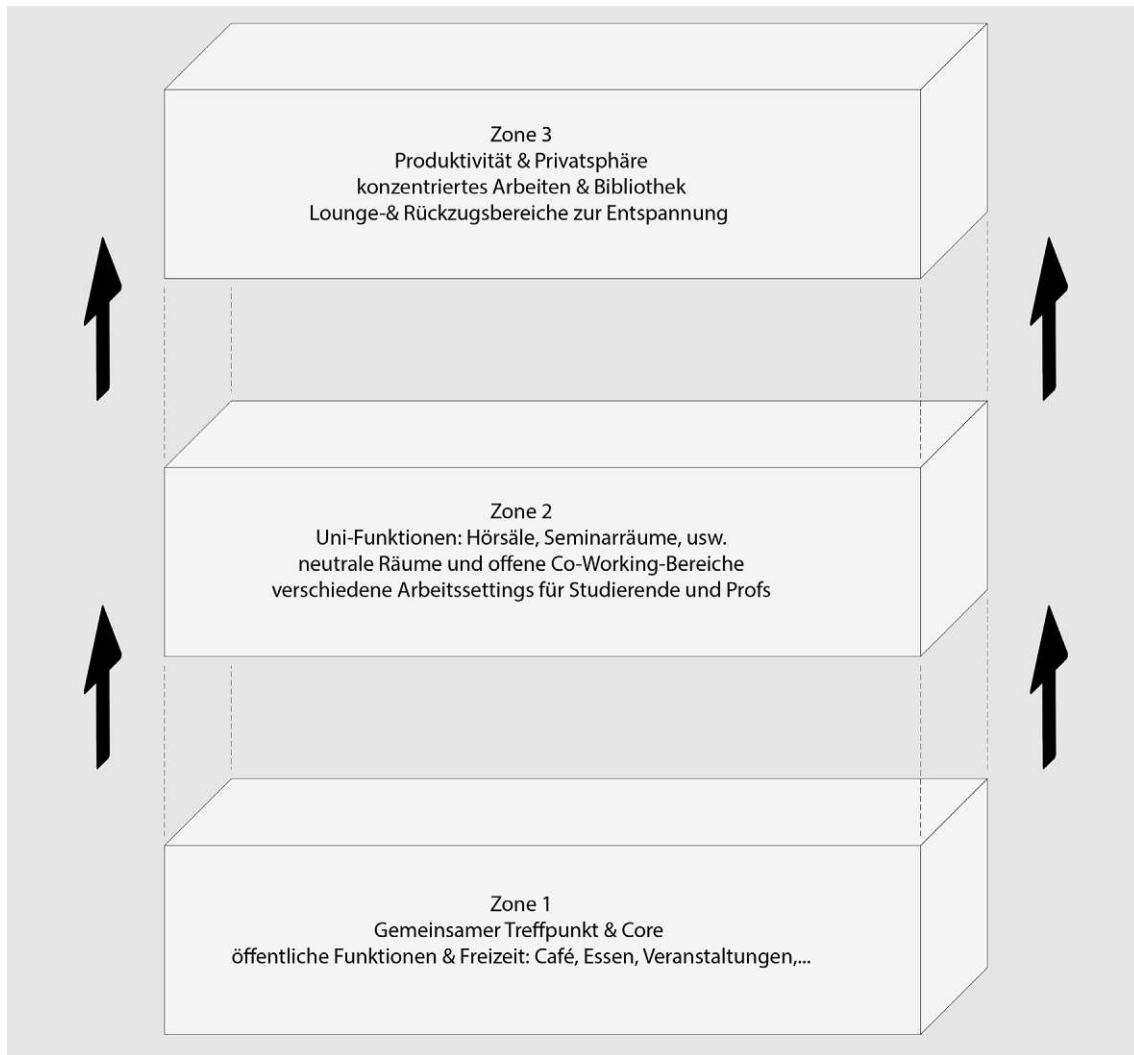 Zone 3
Produktivität & Privatsphäre
konzentriertes Arbeiten & Bibliothek
Lounge-& Rückzugsbereiche zur Entspannung
Zone 2
Uni-Funktionen: Hörsäle, Seminarräume, usw.
neutrale Räume und offene Co-Working-Bereiche
verschiedene Arbeitssettings für Studierende und Profs
Zone 1
Gemeinsamer Treffpunkt & Core
öffentliche Funktionen & Freizeit: Café, Essen, Veranstaltungen,...